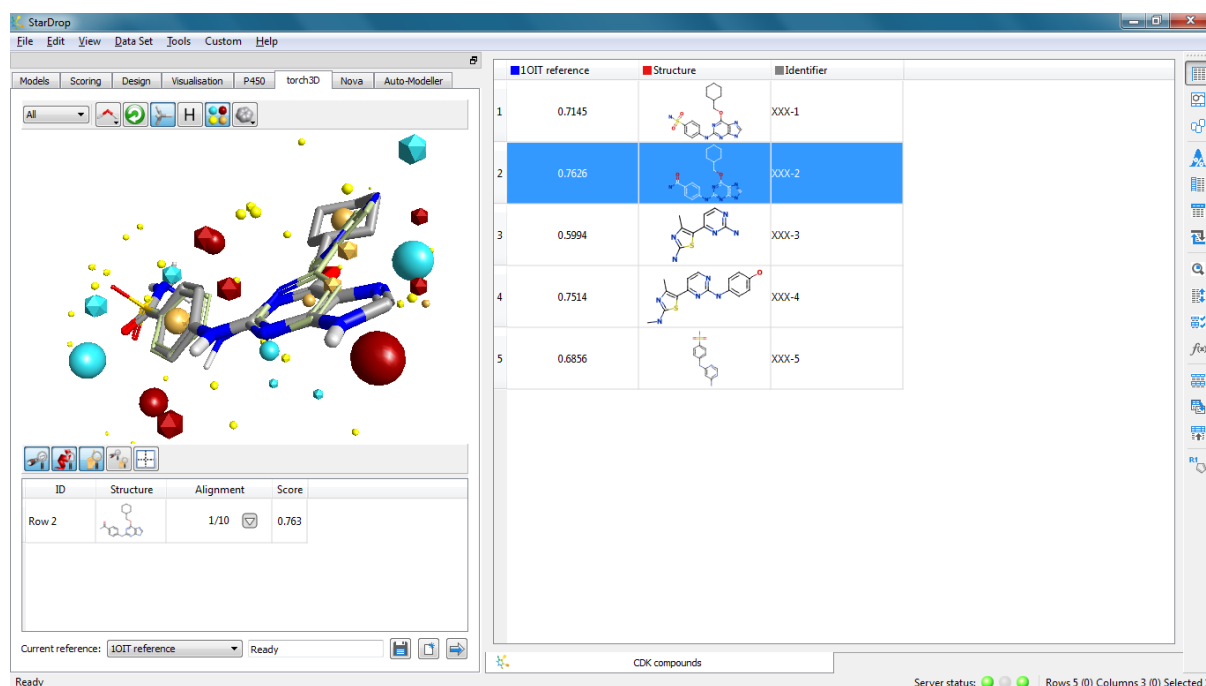 StarDrop
File Edit View Data Set Tools Custom Help
Models Scoring Design Visualisation P450 torch3D Nova Auto-Modeller
All
H
ID Structure Alignment Score
Row 2 1/10 0.763
Current reference: 1OIT reference Ready
Ready
1OIT reference Structure Identifier
1 0.7145 XXX-1
2 0.7626 XXX-2
3 0.5994 XXX-3
4 0.7514 XXX-4
5 0.6856 XXX-5
CDK compounds
f(x)
R1
Server status: Rows 5 (0) Columns 3 (0) Selected